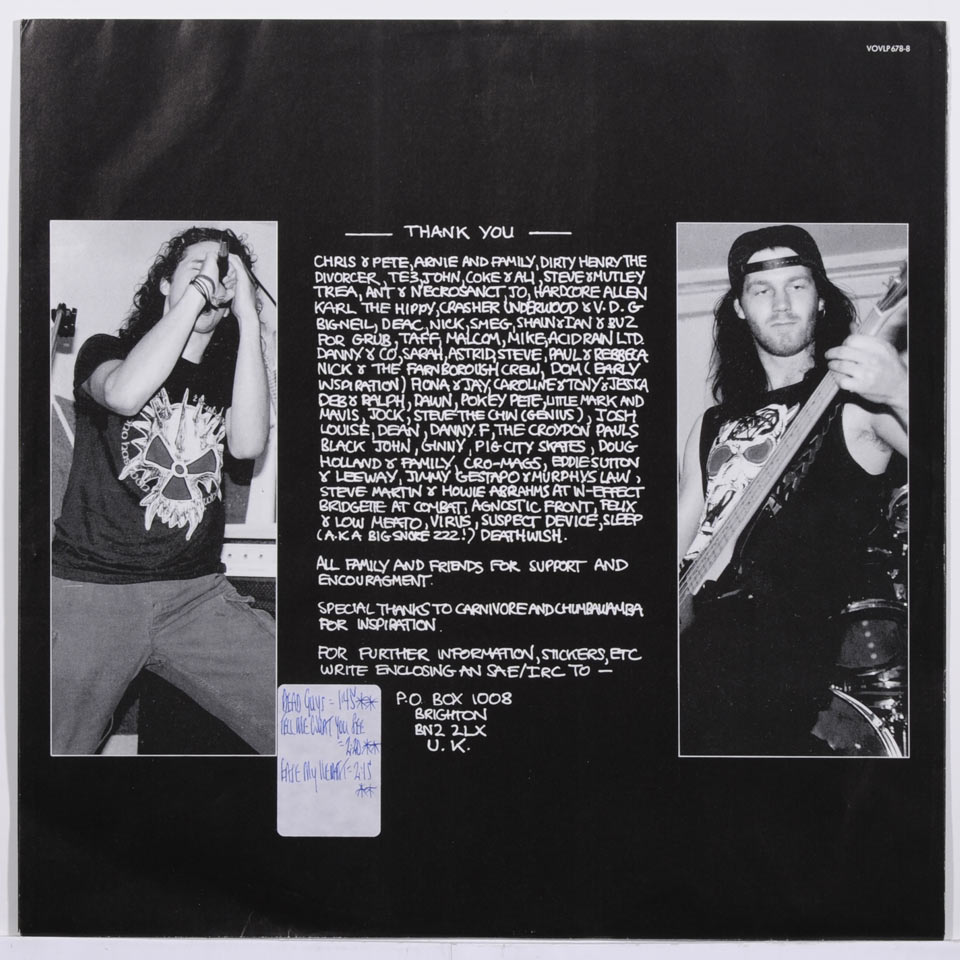 VOVLP678-8
THANK YOU
CHRIS & PETE, ARNIE AND FAMILY, DIRTY HENRY THE
DIVORCER, TEZ, JOHN, COKE & ALI, STEVE & MUTLEY
TREA, ANT & NECROSANCT, JO, HARDCORE ALLEN
KARL THE HIPPY, CRASHER UNDERWOOD & V.D.G
BIGNEIL, DEAC, NICK, SMEG, SHAUN & IAN & BUZ
FOR GRUB, TAFF, MALCOM, MIKE, ACID RAIN LTD.
DANNY & CO, SARAH, ASTRID, STEVE, PAUL & REBBECA
NICK & THE FARNBOROUGH CREW, DOM (EARLY
INSPIRATION) FIONA & JAY, CAROLINE & TONY & JESSKA
DEB & RALPH, DAWN, POKEY PETE, LITTLE MARK AND
MAVIS, JOCK, STEVE THE CHIN (GENIUS), JOSH
LOUISE, DEAN, DANNY.F, THE CROYDON PAULS
BLACK JOHN, GINNY, PIG CITY SKATES, DOUG
HOLLAND & FAMILY, CRO-MAGS, EDDIE SUTTON
& LEEWAY, JIMMY GESTAPO & MURPHYS LAW,
STEVE MARTIN & HOWIE ABRAHMS AT IN-EFFECT
BRIDGETTE AT COMBAT, AGNOSTIC FRONT, FELIX
& LOW MEATO, VIRUS, SUSPECT DEVICE, SLEEP
(A.K.A BIG SNORE ZZZ!) DEATHWISH.
ALL FAMILY AND FRIENDS FOR SUPPORT AND
ENCOURAGMENT.
SPECIAL THANKS TO CARNIVORE AND CHUMBAWAMBA
FOR INSPIRATION.
FOR FURTHER INFORMATION, STICKERS, ETC
WRITE ENCLOSING AN SAE/IRC TO —
P.O. BOX 1008
BRIGHTON
BN2 2LX
U.K.
DEAD GUYS = 1:45 **
TELL ME WHAT YOU SEE
= 2:20 **
EASE MY HEART = 2:15
**